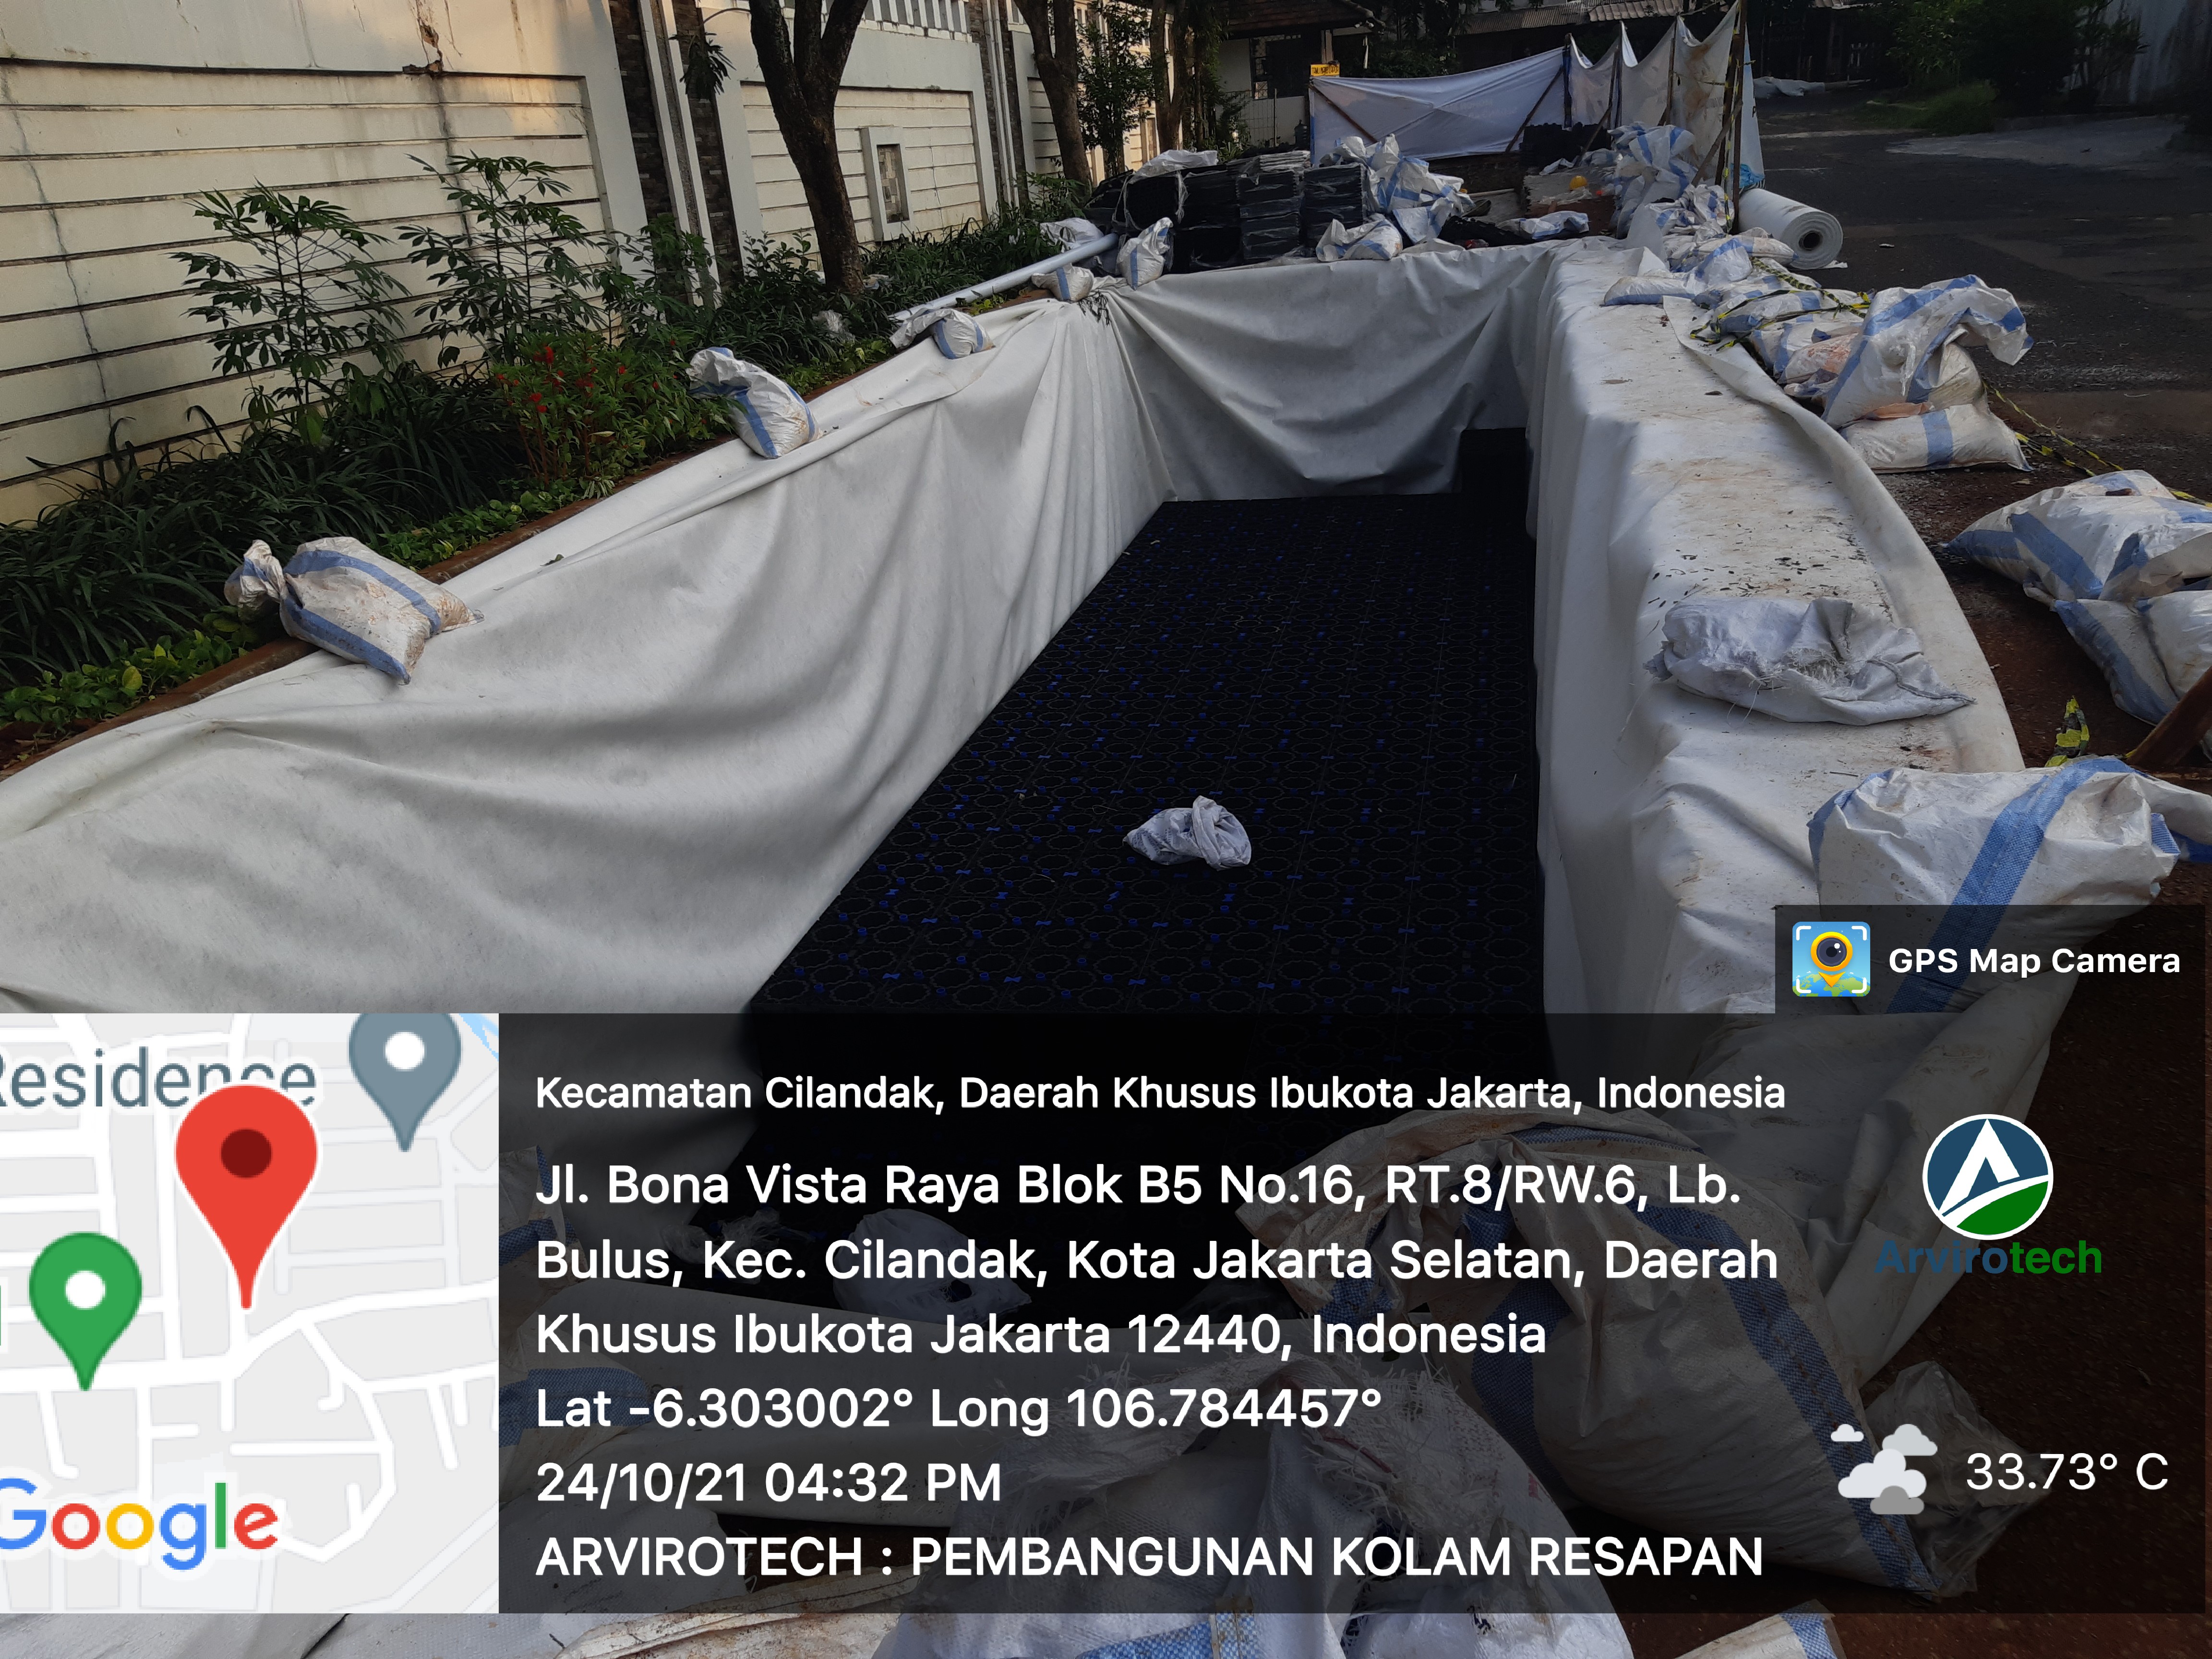 GPS Map Camera
Residence
Kecamatan Cilandak, Daerah Khusus Ibukota Jakarta, Indonesia
Jl. Bona Vista Raya Blok B5 No.16, RT.8/RW.6, Lb.
Bulus, Kec. Cilandak, Kota Jakarta Selatan, Daerah
Khusus Ibukota Jakarta 12440, Indonesia
Lat -6.303002° Long 106.784457°
24/10/21 04:32 PM
ARVIROTECH : PEMBANGUNAN KOLAM RESAPAN
Arvirotech
33.73° C
Google